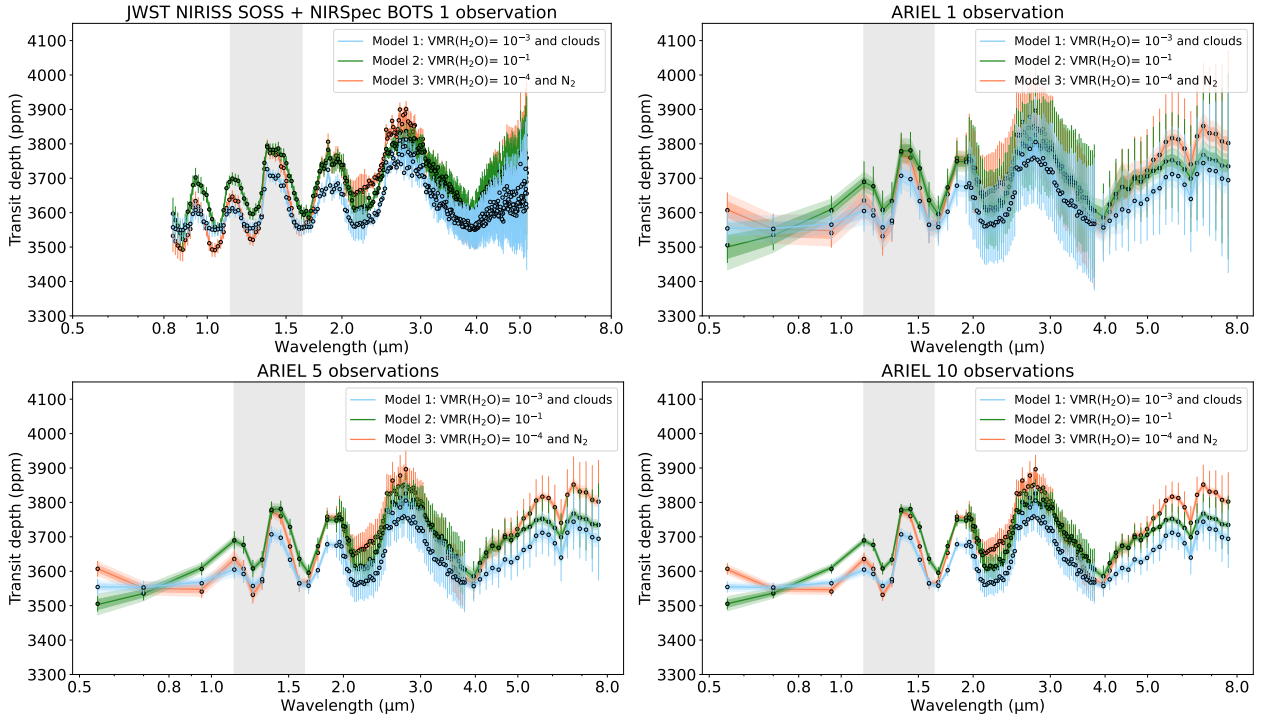 JWST NIRISS SOSS + NIRSpec BOTS 1 observation
Transit depth (ppm)
4100
4000
3900
3800
3700
3600
3500
3400
3300
Model 1: VMR(H₂O)= 10⁻³ and clouds
Model 2: VMR(H₂O)= 10⁻¹
Model 3: VMR(H₂O)= 10⁻⁴ and N₂
0.5 0.8 1.0 1.5 2.0 3.0 4.0 5.0 8.0
Wavelength (μm)
ARIEL 1 observation
Transit depth (ppm)
4100
4000
3900
3800
3700
3600
3500
3400
3300
Model 1: VMR(H₂O)= 10⁻³ and clouds
Model 2: VMR(H₂O)= 10⁻¹
Model 3: VMR(H₂O)= 10⁻⁴ and N₂
0.5 0.8 1.0 1.5 2.0 3.0 4.0 5.0 8.0
Wavelength (μm)
ARIEL 5 observations
Transit depth (ppm)
4100
4000
3900
3800
3700
3600
3500
3400
3300
Model 1: VMR(H₂O)= 10⁻³ and clouds
Model 2: VMR(H₂O)= 10⁻¹
Model 3: VMR(H₂O)= 10⁻⁴ and N₂
0.5 0.8 1.0 1.5 2.0 3.0 4.0 5.0 8.0
Wavelength (μm)
ARIEL 10 observations
Transit depth (ppm)
4100
4000
3900
3800
3700
3600
3500
3400
3300
Model 1: VMR(H₂O)= 10⁻³ and clouds
Model 2: VMR(H₂O)= 10⁻¹
Model 3: VMR(H₂O)= 10⁻⁴ and N₂
0.5 0.8 1.0 1.5 2.0 3.0 4.0 5.0 8.0
Wavelength (μm)